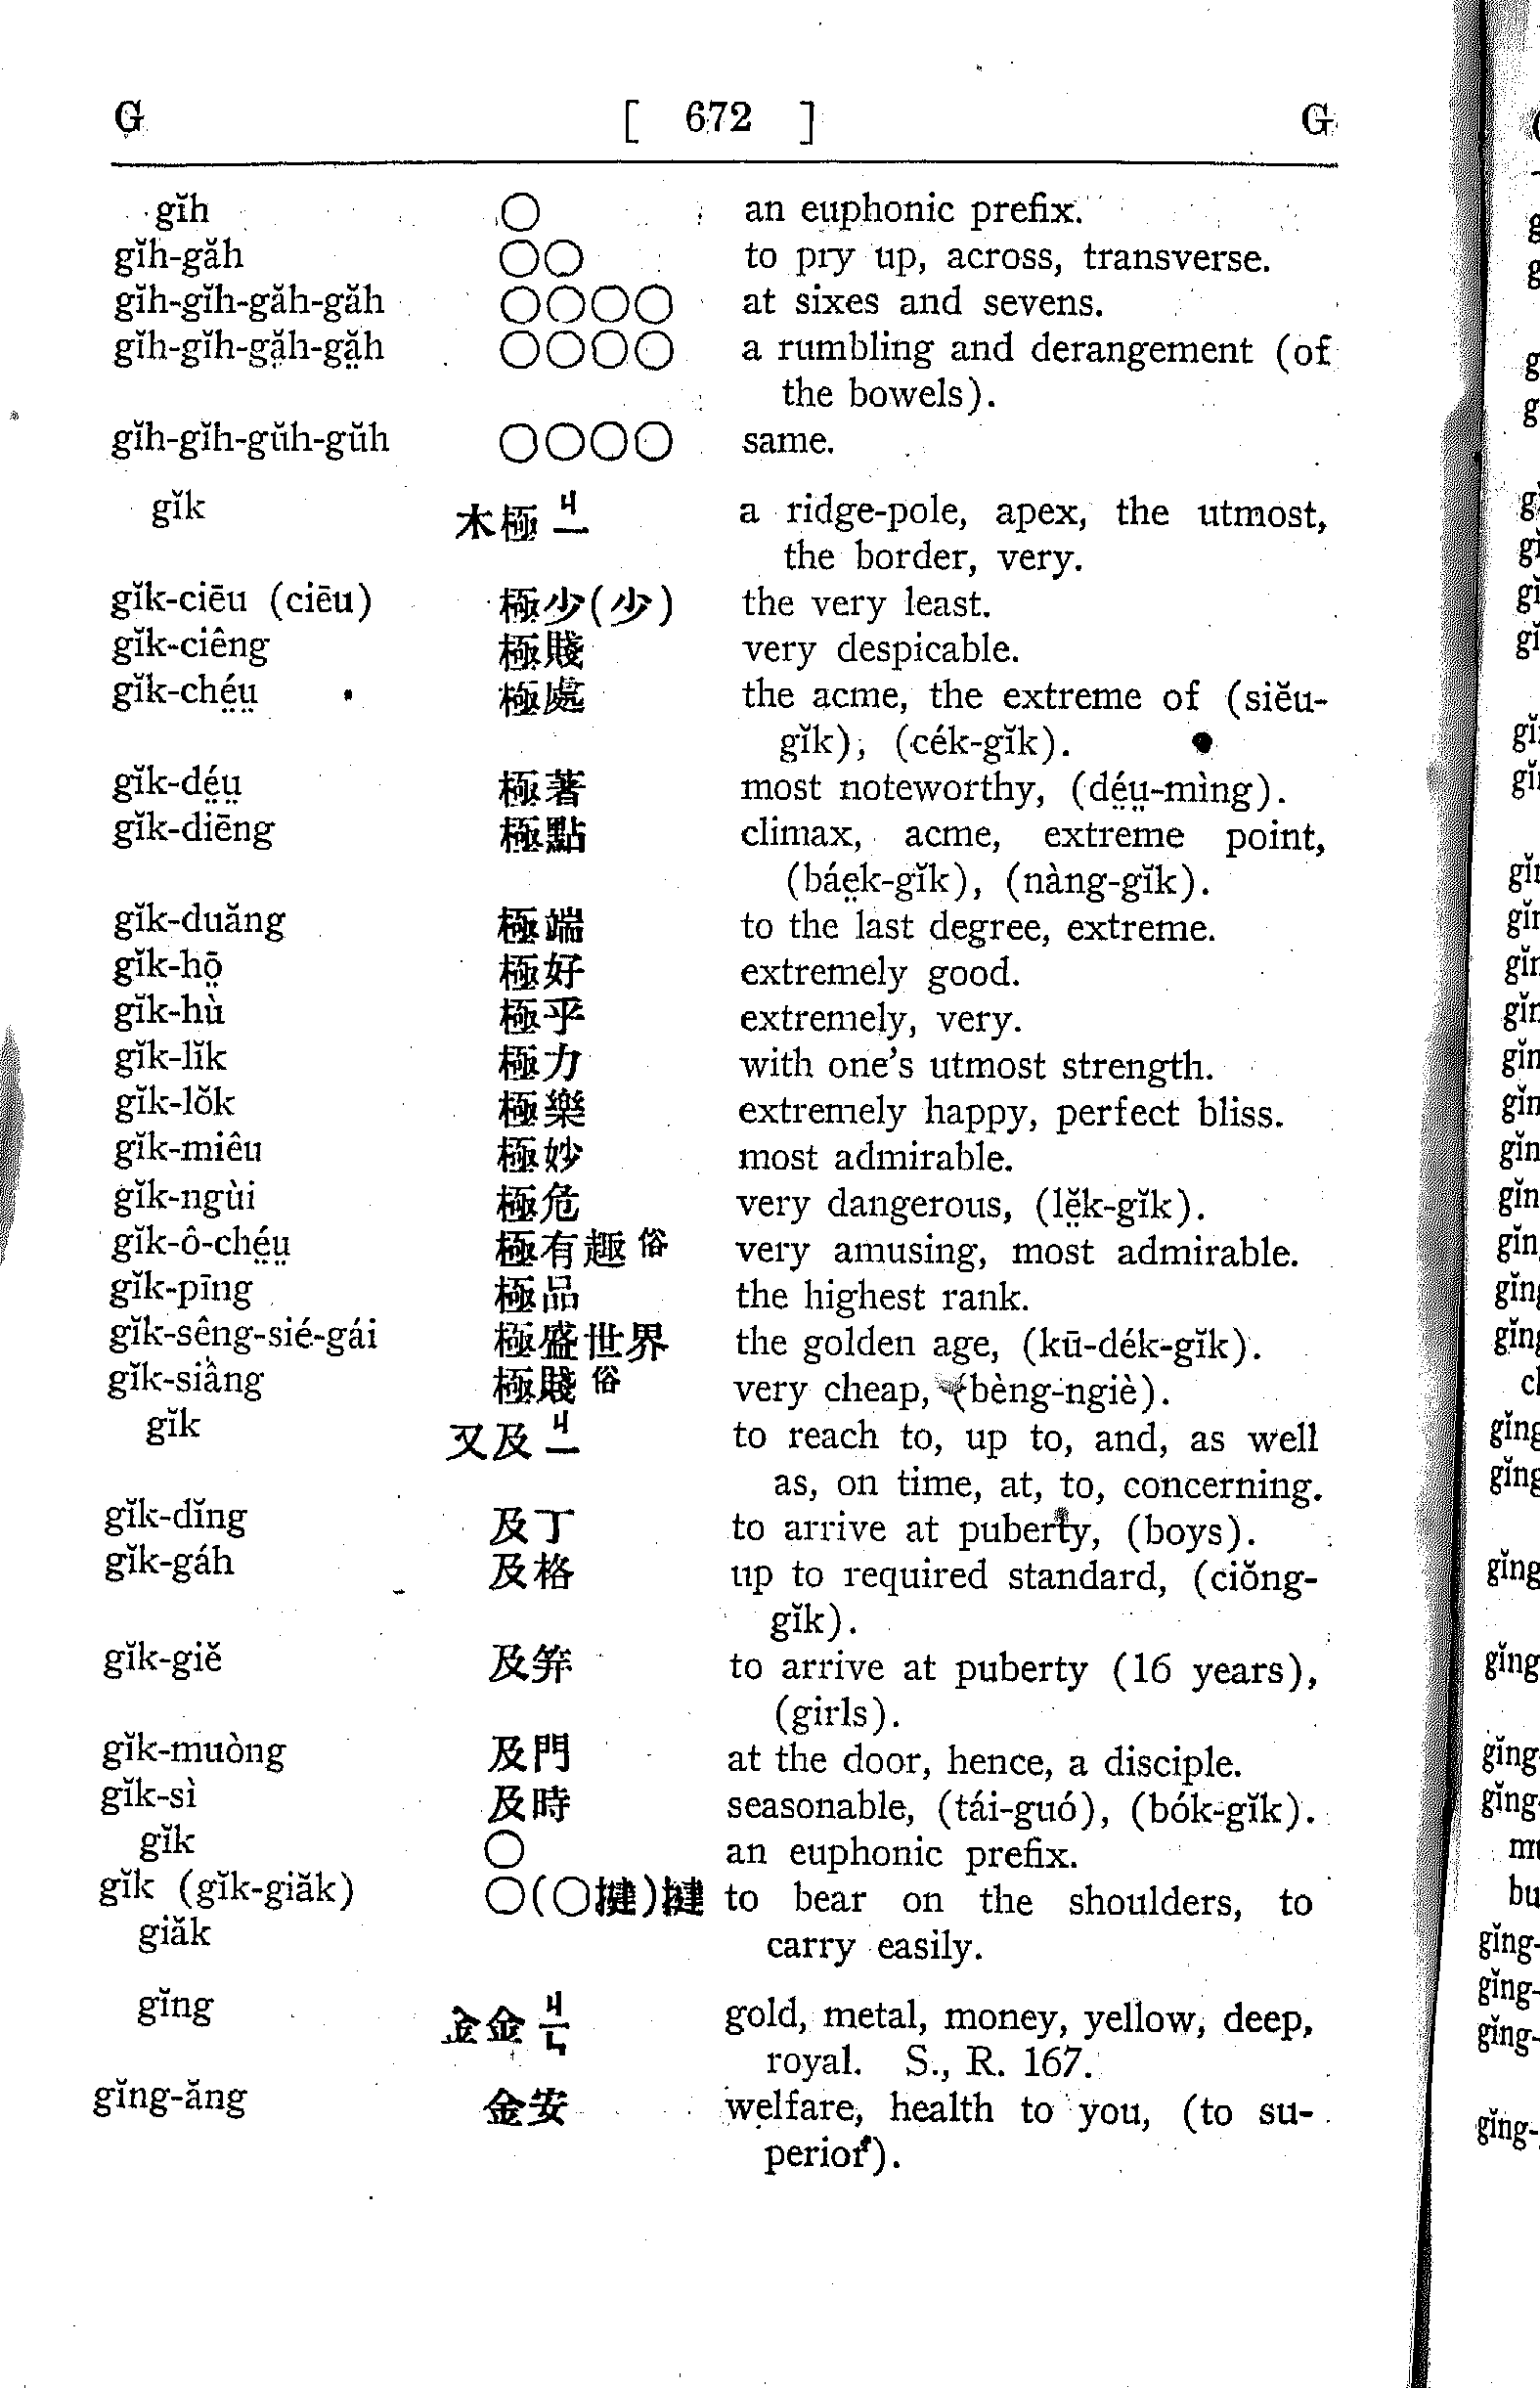 G [ 672 ] G
gĭh ○ an euphonic prefix.
gĭh-găh ○○ to pry up, across, transverse.
gĭh-gĭh-găh-găh ○○○○ at sixes and sevens.
gĭh-gĭh-gă̤h-gă̤h ○○○○ a rumbling and derangement (of
the bowels).
gĭh-gĭh-gŭh-gŭh ○○○○ same.
gĭk 木極 ㄐㄧ a ridge-pole, apex, the utmost,
the border, very.
gĭk-ciēu (ciēu) 極少(少) the very least.
gĭk-ciêng 極賤 very despicable.
gĭk-ché̤ṳ 極處 the acme, the extreme of (siĕu-
gĭk), (cék-gĭk).
gĭk-dé̤ṳ 極著 most noteworthy, (dé̤ṳ-mìng).
gĭk-diēng 極點 climax, acme, extreme point,
(báe̤k-gĭk), (nàng-gĭk).
gĭk-duăng 極端 to the last degree, extreme.
gĭk-hō̤ 極好 extremely good.
gĭk-hù 極乎 extremely, very.
gĭk-lĭk 極力 with one's utmost strength.
gĭk-lŏk 極樂 extremely happy, perfect bliss.
gĭk-miêu 極妙 most admirable.
gĭk-ngùi 極危 very dangerous, (lĕ̤k-gĭk).
gĭk-ô-ché̤ṳ 極有趣 俗 very amusing, most admirable.
gĭk-pīng 極品 the highest rank.
gĭk-sêng-sié-gái 極盛世界 the golden age, (kū-dék-gĭk).
gĭk-siâng 極賤 俗 very cheap, (bèng-ngiè).
gĭk 又及 ㄐㄧ to reach to, up to, and, as well
as, on time, at, to, concerning.
gĭk-dĭng 及丁 to arrive at puberty, (boys).
gĭk-gáh 及格 up to required standard, (ciŏng-
gĭk).
gĭk-giĕ 及笄 to arrive at puberty (16 years),
(girls).
gĭk-muòng 及門 at the door, hence, a disciple.
gĭk-sì 及時 seasonable, (tái-guó), (bók-gĭk).
gĭk ○ an euphonic prefix.
gĭk (gĭk-giăk) ○(○揵)揵 to bear on the shoulders, to
giăk carry easily.
gĭng 金金 ㄐㄧㄣ gold, metal, money, yellow, deep,
royal. S., R. 167.
gĭng-ăng 金安 welfare, health to you, (to su-
perior).